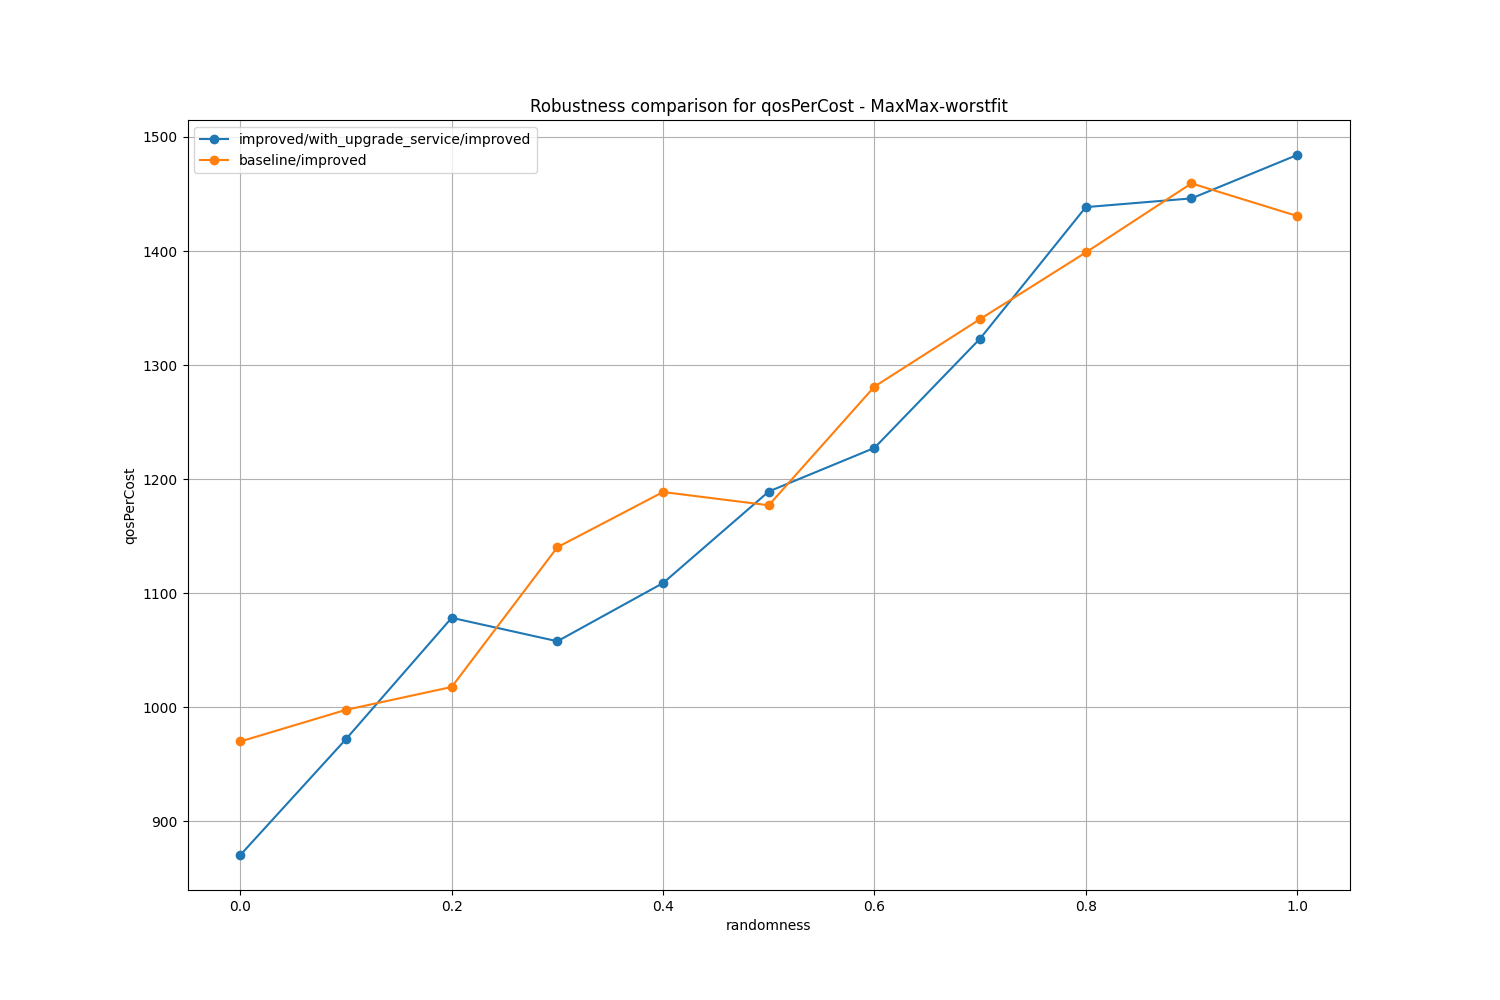 Robustness comparison for qosPerCost - MaxMax-worstfit
improved/with_upgrade_service/improved
baseline/improved
qosPerCost
1500
1400
1300
1200
1100
1000
900
0.0 0.2 0.4 0.6 0.8 1.0
randomness